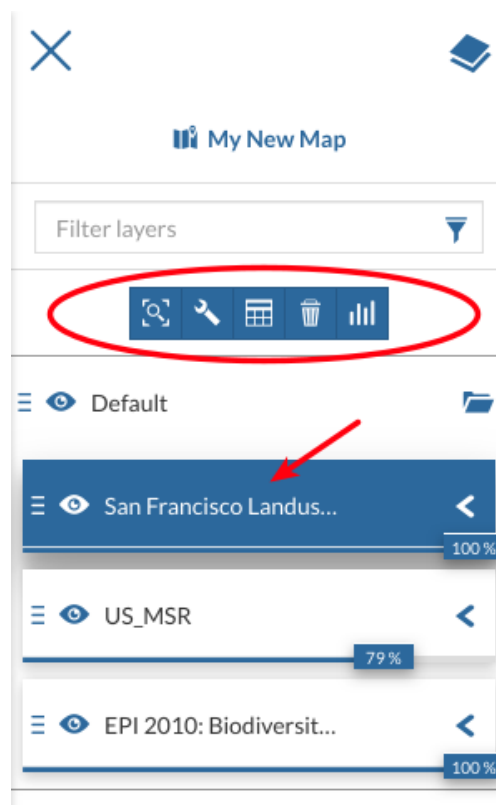 My New Map
Filter layers
Default
San Francisco Landus...
100 %
US_MSR
79 %
EPI 2010: Biodiversit...
100 %